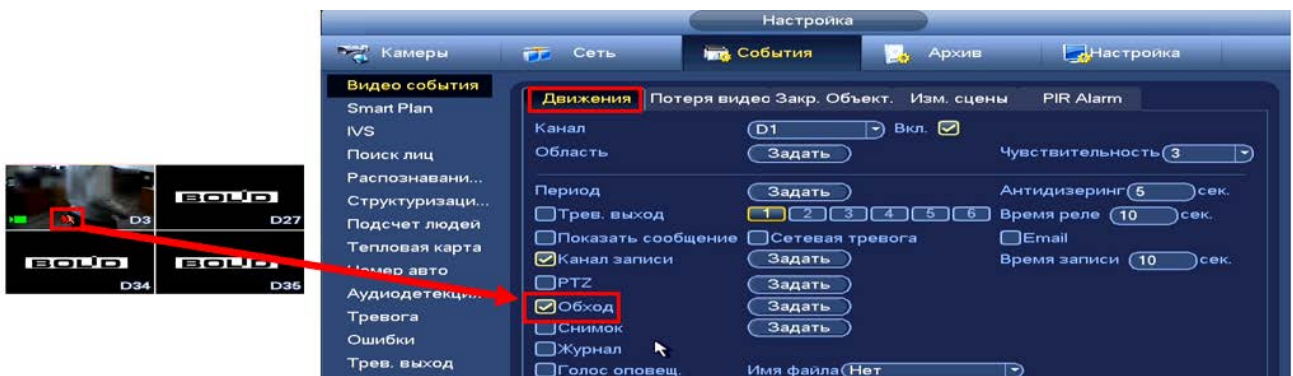 BOLID
D3
D27
BOLID
BOLID
D34
D35
Настройка
Камеры
Сеть
События
Архив
Настройка
Видео события
Smart Plan
IVS
Поиск лиц
Распознавани...
Структуризаци...
Подсчет людей
Тепловая карта
Номер авто
Аудиодетекци...
Тревога
Ошибки
Трев. выход
Движения Потеря видео Закр. Объект. Изм. сцены PIR Alarm
Канал D1 Вкл.
Область Задать Чувствительность 3
Период Задать Антидизеринг 5 сек.
Трев. выход 1 2 3 4 5 6 Время реле 10 сек.
Показать сообщение Сетевая тревога Email
Канал записи Задать Время записи 10 сек.
PTZ Задать
Обход Задать
Снимок Задать
Журнал
Голос оповещ. Имя файла Нет